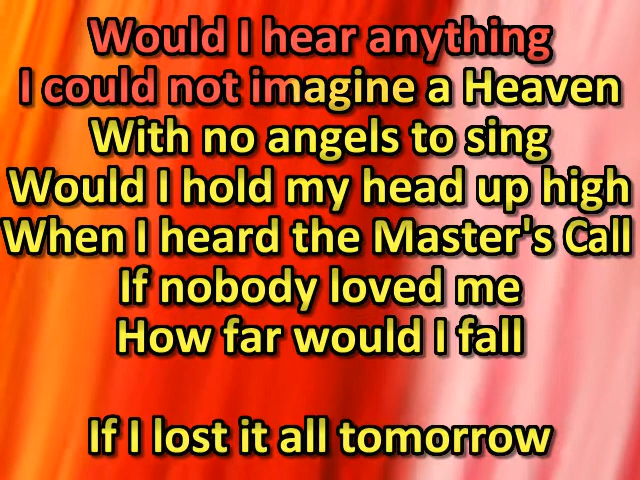 Would I hear anything
I could not imagine a Heaven
With no angels to sing
Would I hold my head up high
When I heard the Master's Call
If nobody loved me
How far would I fall
If I lost it all tomorrow